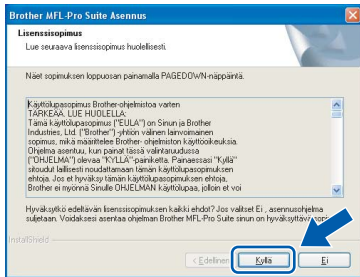 Brother MFL-Pro Suite Asennus
Lisenssisopimus
Lue seuraava lisenssisopimus huolellisesti.
Näet sopimuksen loppuosan painamalla PAGEDOWN-näppäintä.
Käyttölupasopimus Brother-ohjelmistoa varten
TÄRKEÄÄ. LUE HUOLELLA:
Tämä käyttölupasopimus ("EULA") on Sinun ja Brother
Industries, Ltd. ("Brother") -yhtiön välinen lainvoimainen
sopimus, mikä määrittelee Brother-ohjelmiston käyttöoikeuksia.
Ohjelma asentuu, kun painat tässä valintaruudussa
("OHJELMA") olevaa "KYLLÄ"-painiketta. Painaessasi "Kyllä"
sitoudut laillisesti noudattamaan tämän käyttölupasopimuksen
ehtoja. Jos et hyväksy tämän käyttölupasopimuksen ehtoja,
Brother ei myönnä Sinulle OHJELMAN käyttölupaa, jolloin et voi
Hyväksytkö edeltävän lisenssisopimuksen kaikki ehdot? Jos valitset Ei , asennusohjelma
suljetaan. Voidaksesi asentaa ohjelman Brother MFL-Pro Suite sinun on hyväksyttävä
InstallShield
< Edellinen Kyllä Ei